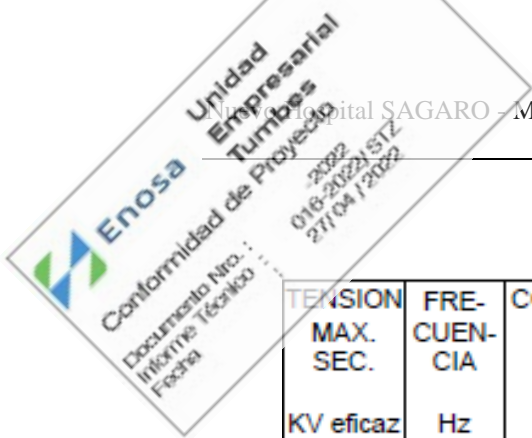 Unidad
Empresarial
Tumbes
Enosa
Conformidad de Proyecto
Documento Nro. : -2022
Informe Técnico : 016-2022/ STZ
Fecha : 27/ 04 / 2022
Nuevo Hospital SAGARO - M
TENSION MAX. SEC. KV eficaz
FRE- CUEN- CIA Hz
C